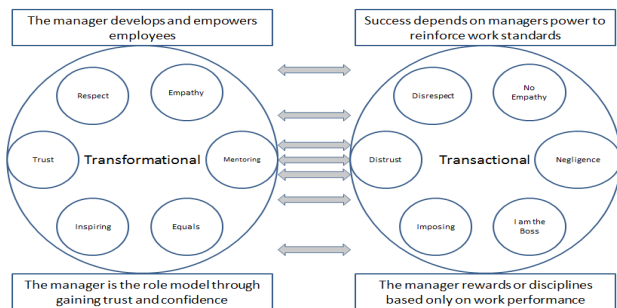 The manager develops and empowers
employees
Success depends on managers power to
reinforce work standards
Respect
Empathy
Trust
Transformational
Mentoring
Inspiring
Equals
Disrespect
No
Empathy
Distrust
Transactional
Negligence
Imposing
I am the
Boss
The manager is the role model through
gaining trust and confidence
The manager rewards or disciplines
based only on work performance